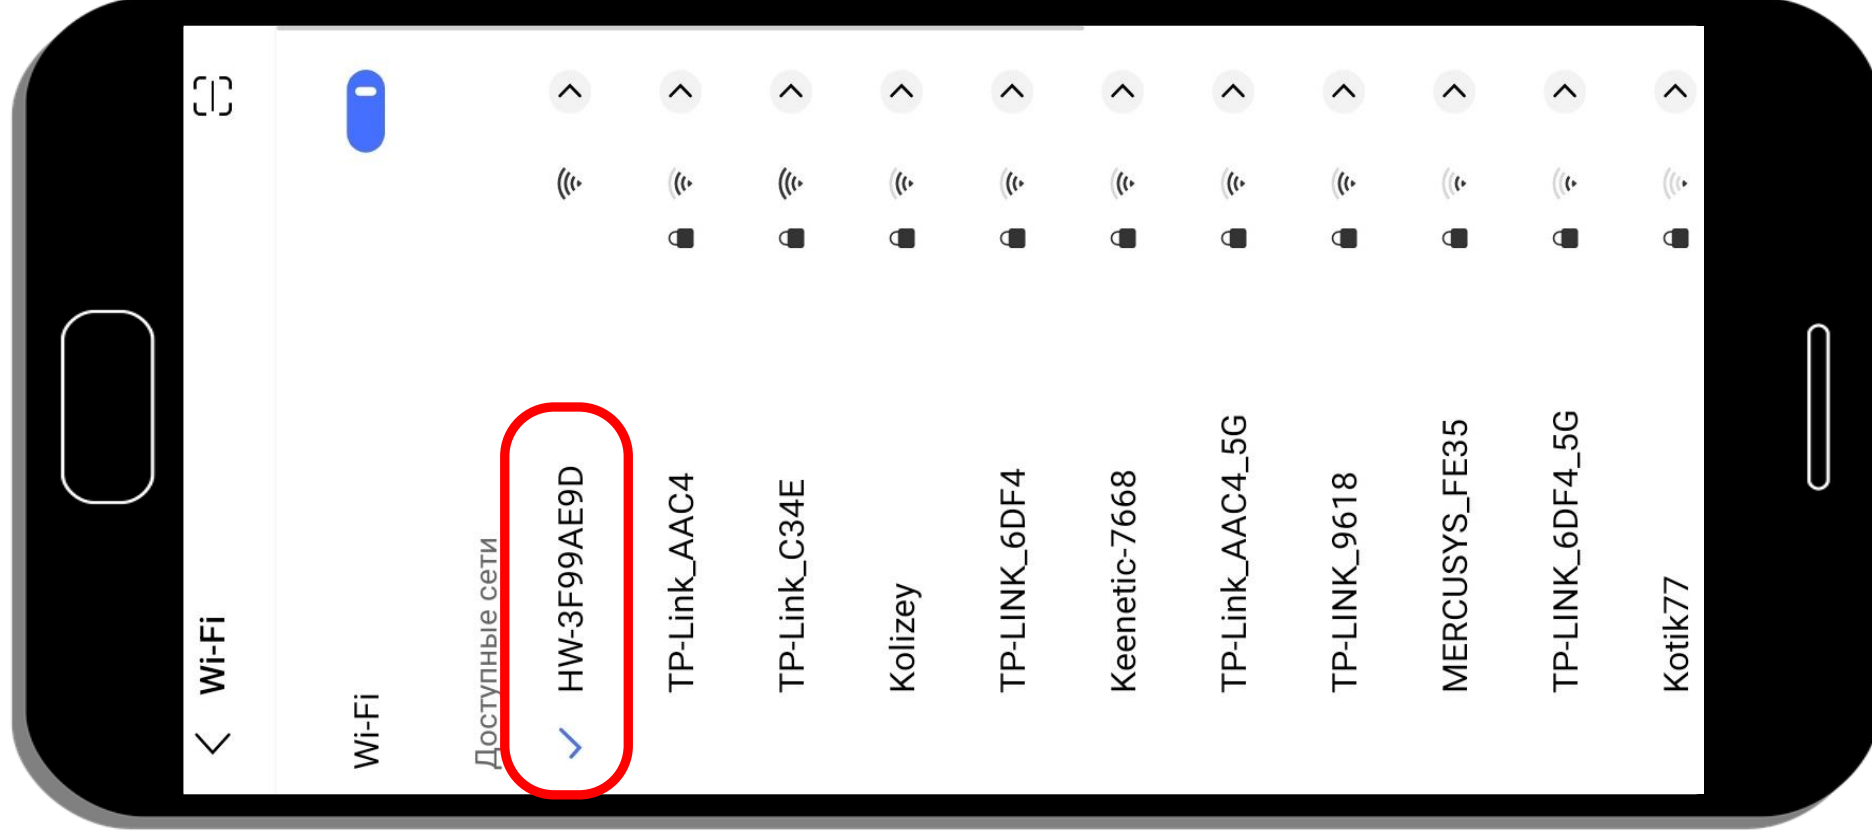 Wi-Fi
Wi-Fi
Доступные сети
HW-3F99AE9D
TP-Link_AAC4
TP-Link_C34E
Kolizey
TP-LINK_6DF4
Keenetic-7668
TP-Link_AAC4_5G
TP-LINK_9618
MERCUSYS_FE35
TP-LINK_6DF4_5G
Kotik77